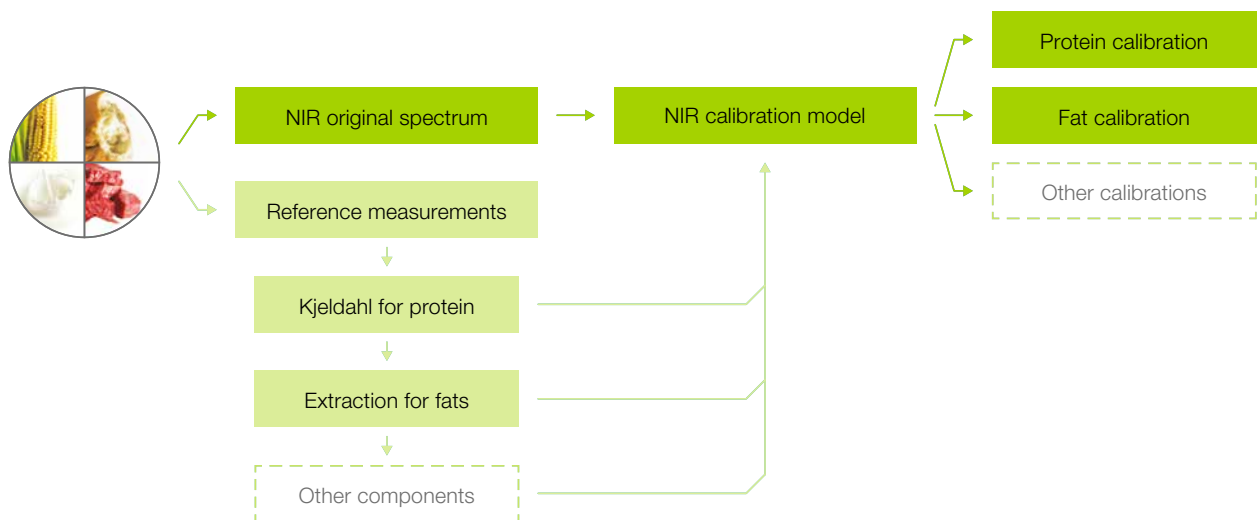 NIR original spectrum
NIR calibration model
Protein calibration
Fat calibration
Other calibrations
Reference measurements
Kjeldahl for protein
Extraction for fats
Other components